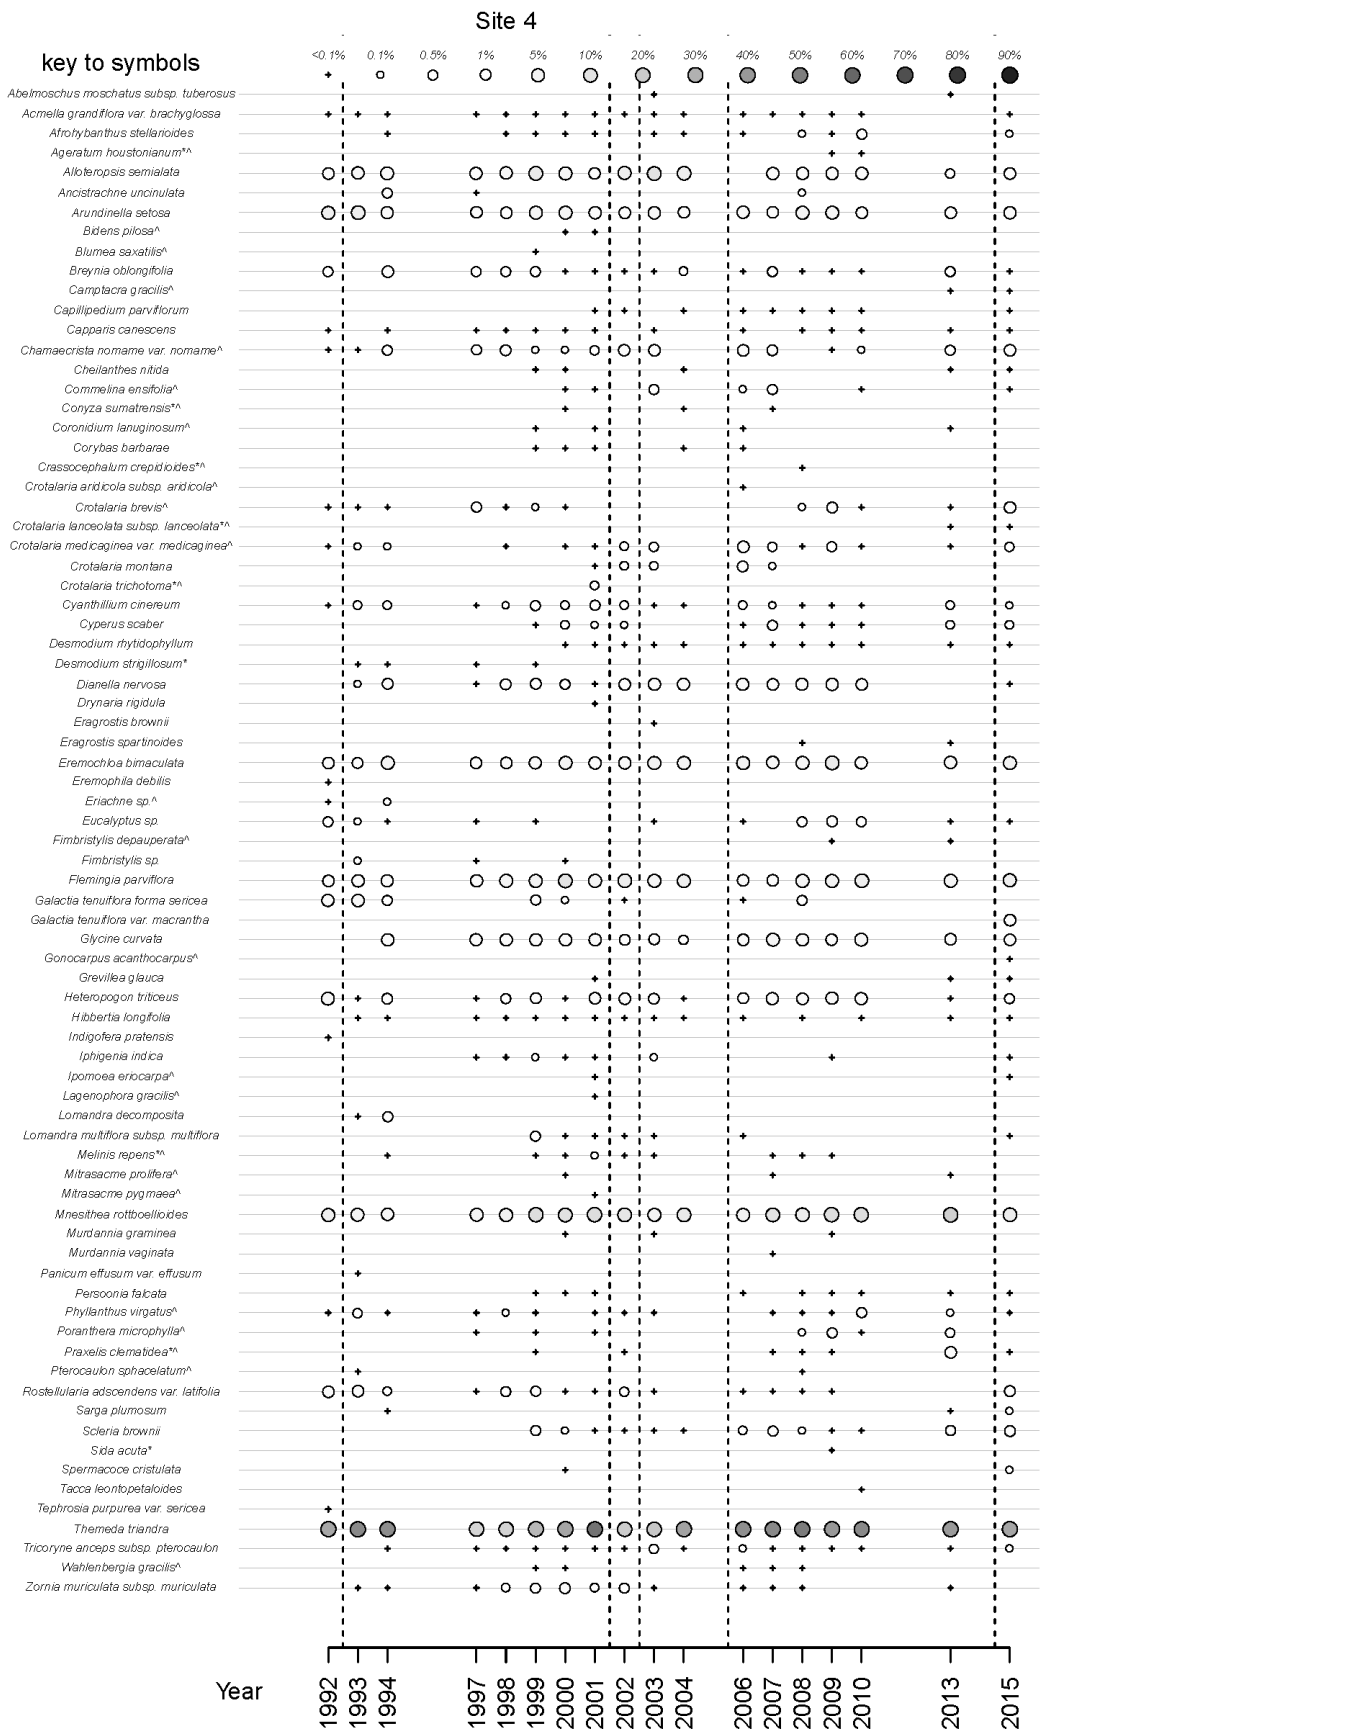 Site 4
key to symbols
<0.1% 0.1% 0.5% 1% 5% 10% 20% 30% 40% 50% 60% 70% 80% 90%
Abelmoschus moschatus subsp. tuberosus
Acmella grandiflora var. brachyglossa
Afrohybanthus stellarioides
Ageratum houstonianum*^
Alloteropsis semialata
Ancistrachne uncinulata
Arundinella setosa
Bidens pilosa^
Blumea saxatilis^
Breynia oblongifolia
Camptacra gracilis^
Capillipedium parviflorum
Capparis canescens
Chamaecrista nomame var. nomame^
Cheilanthes nitida
Commelina ensifolia^
Conyza sumatrensis*^
Coronidium lanuginosum^
Corybas barbarae
Crassocephalum crepidioides*^
Crotalaria aridicola subsp. aridicola^
Crotalaria brevis^
Crotalaria lanceolata subsp. lanceolata*^
Crotalaria medicaginea var. medicaginea^
Crotalaria montana
Crotalaria trichotoma*^
Cyanthillium cinereum
Cyperus scaber
Desmodium rhytidophyllum
Desmodium strigillosum*
Dianella nervosa
Drynaria rigidula
Eragrostis brownii
Eragrostis spartinoides
Eremochloa bimaculata
Eremophila debilis
Eriachne sp.^
Eucalyptus sp.
Fimbristylis depauperata^
Fimbristylis sp.
Flemingia parviflora
Galactia tenuiflora forma sericea
Galactia tenuiflora var. macrantha
Glycine curvata
Gonocarpus acanthocarpus^
Grevillea glauca
Heteropogon triticeus
Hibbertia longifolia
Indigofera pratensis
Iphigenia indica
Ipomoea eriocarpa^
Lagenophora gracilis^
Lomandra decomposita
Lomandra multiflora subsp. multiflora
Melinis repens*^
Mitrasacme prolifera^
Mitrasacme pygmaea^
Mnesithea rottboellioides
Murdannia graminea
Murdannia vaginata
Panicum effusum var. effusum
Persoonia falcata
Phyllanthus virgatus^
Poranthera microphylla^
Praxelis clematidea*^
Pterocaulon sphacelatum^
Rostellularia adscendens var. latifolia
Sarga plumosum
Scleria brownii
Sida acuta*
Spermacoce cristulata
Tacca leontopetaloides
Tephrosia purpurea var. sericea
Themeda triandra
Tricoryne anceps subsp. pterocaulon
Wahlenbergia gracilis^
Zornia muriculata subsp. muriculata
Year 1992 1993 1994 1997 1998 1999 2000 2001 2002 2003 2004 2006 2007 2008 2009 2010 2013 2015